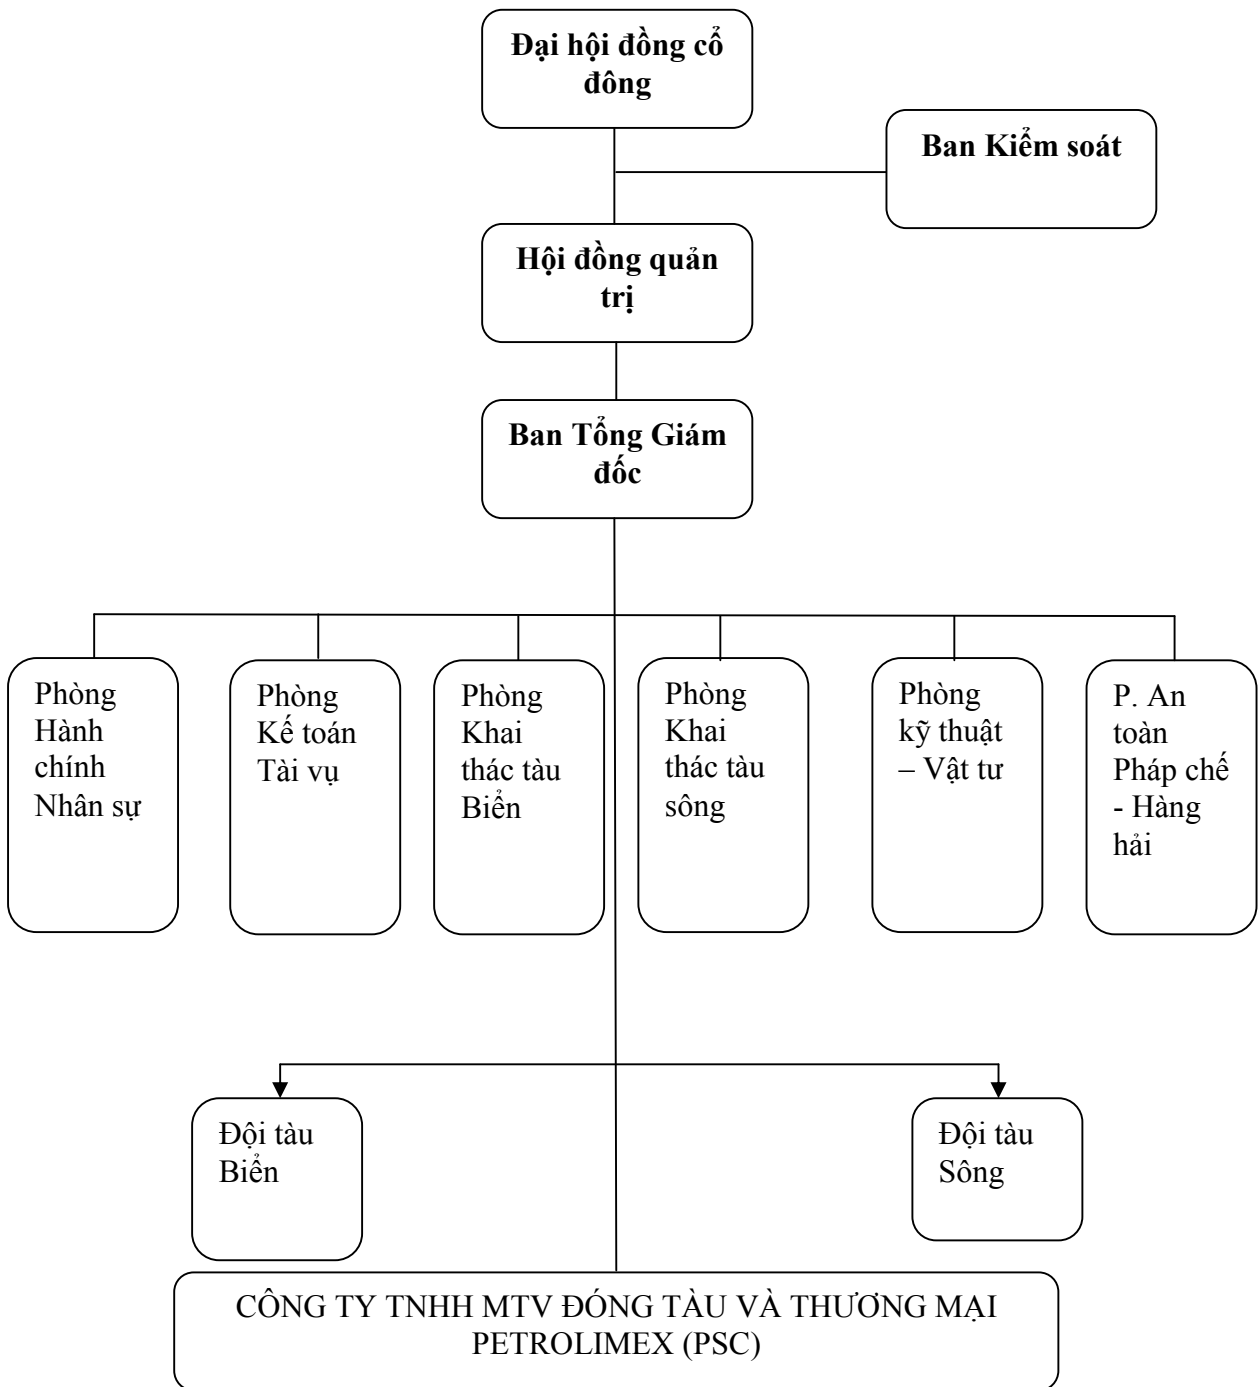 Đại hội đồng cổ
đông
Ban Kiểm soát
Hội đồng quản
trị
Ban Tổng Giám
đốc
Phòng
Hành
chính
Nhân sự
Phòng
Kế toán
Tài vụ
Phòng
Khai
thác tàu
Biển
Phòng
Khai
thác tàu
sông
Phòng
kỹ thuật
– Vật tư
P. An
toàn
Pháp chế
- Hàng
hải
Đội tàu
Biển
Đội tàu
Sông
CÔNG TY TNHH MTV ĐÓNG TÀU VÀ THƯƠNG MẠI
PETROLIMEX (PSC)